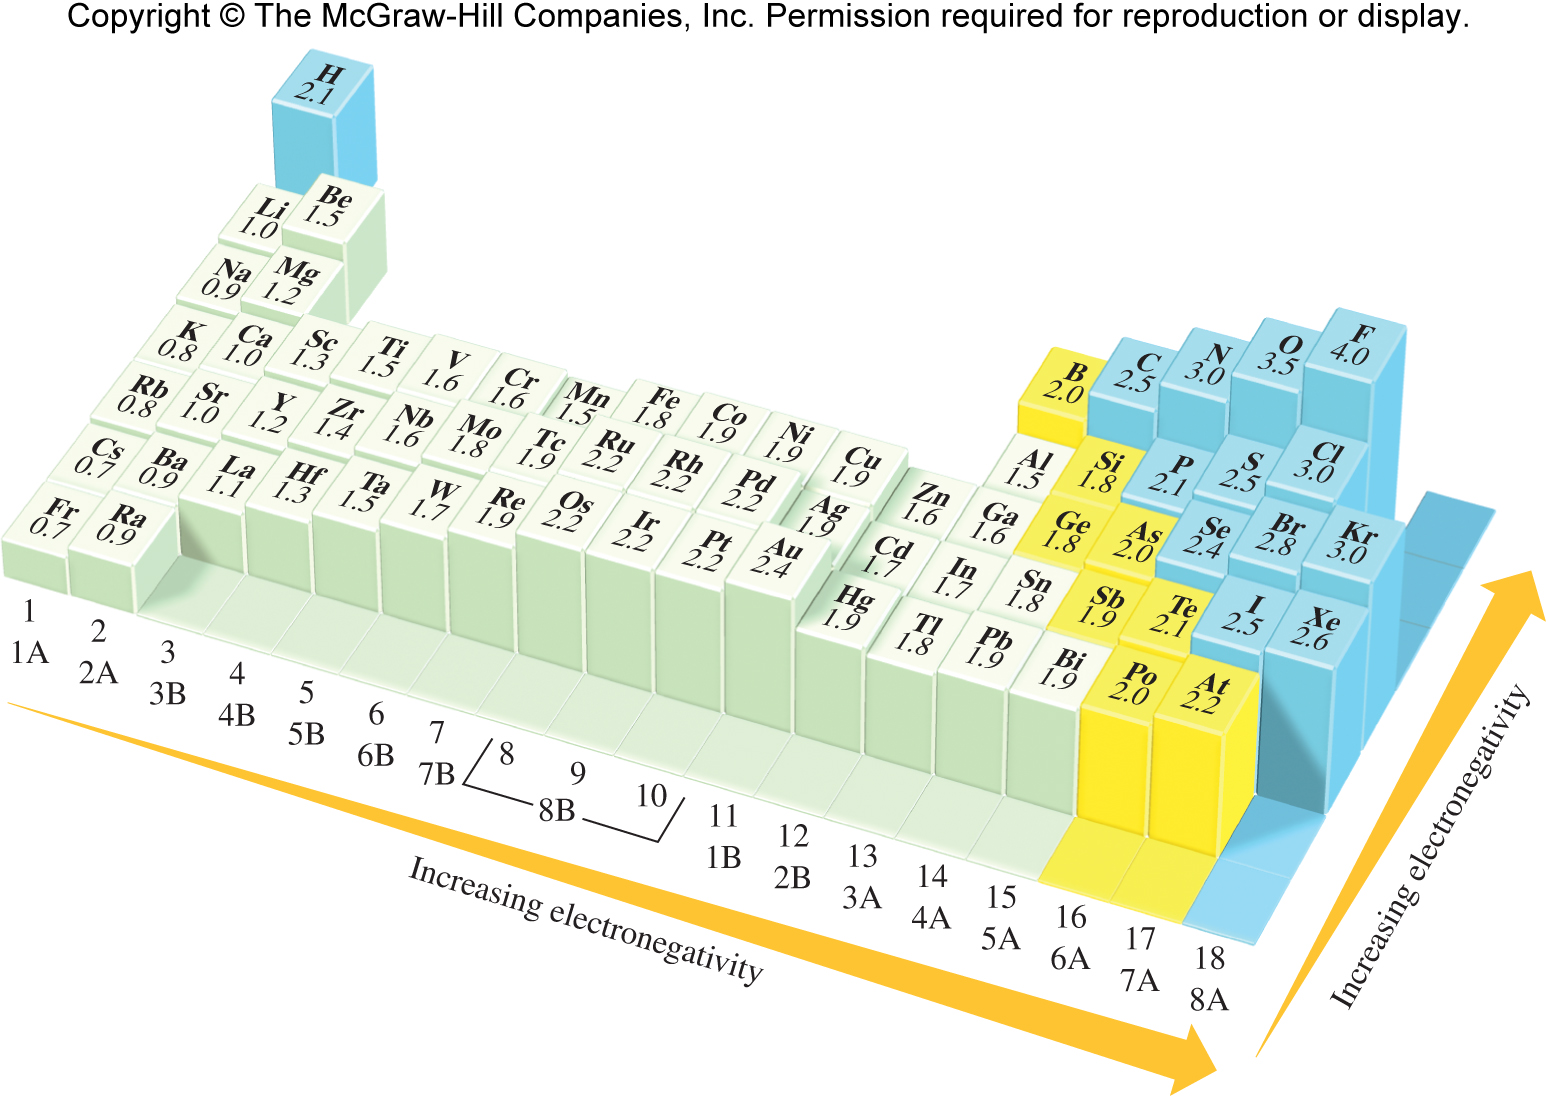 Copyright © The McGraw-Hill Companies, Inc. Permission required for reproduction or display.
H
2.1
Li
1.0
Be
1.5
Na
0.9
Mg
1.2
K
0.8
Ca
1.0
Sc
1.3
Ti
1.5
V
1.6
Cr
1.6
Mn
1.5
Fe
1.8
Co
1.9
Ni
1.9
Cu
1.9
Zn
1.6
Ga
1.6
Ge
1.8
As
2.0
Se
2.4
Br
2.8
Kr
3.0
B
2.0
C
2.5
N
3.0
O
3.5
F
4.0
Al
1.5
Si
1.8
P
2.1
S
2.5
Cl
3.0
Rb
0.8
Sr
1.0
Y
1.2
Zr
1.4
Nb
1.6
Mo
1.8
Tc
1.9
Ru
2.2
Rh
2.2
Pd
2.2
Ag
1.9
Cd
1.7
In
1.7
Sn
1.8
Sb
1.9
Te
2.1
I
2.5
Xe
2.6
Cs
0.7
Ba
0.9
La
1.1
Hf
1.3
Ta
1.5
W
1.7
Re
1.9
Os
2.2
Ir
2.2
Pt
2.2
Au
2.4
Hg
1.9
Tl
1.8
Pb
1.9
Bi
1.9
Po
2.0
At
2.2
Fr
0.7
Ra
0.9
1
1A
2
2A
3
3B
4
4B
5
5B
6
6B
7
7B
8
9
10
8B
11
1B
12
2B
13
3A
14
4A
15
5A
16
6A
17
7A
18
8A
Increasing electronegativity
Increasing electronegativity